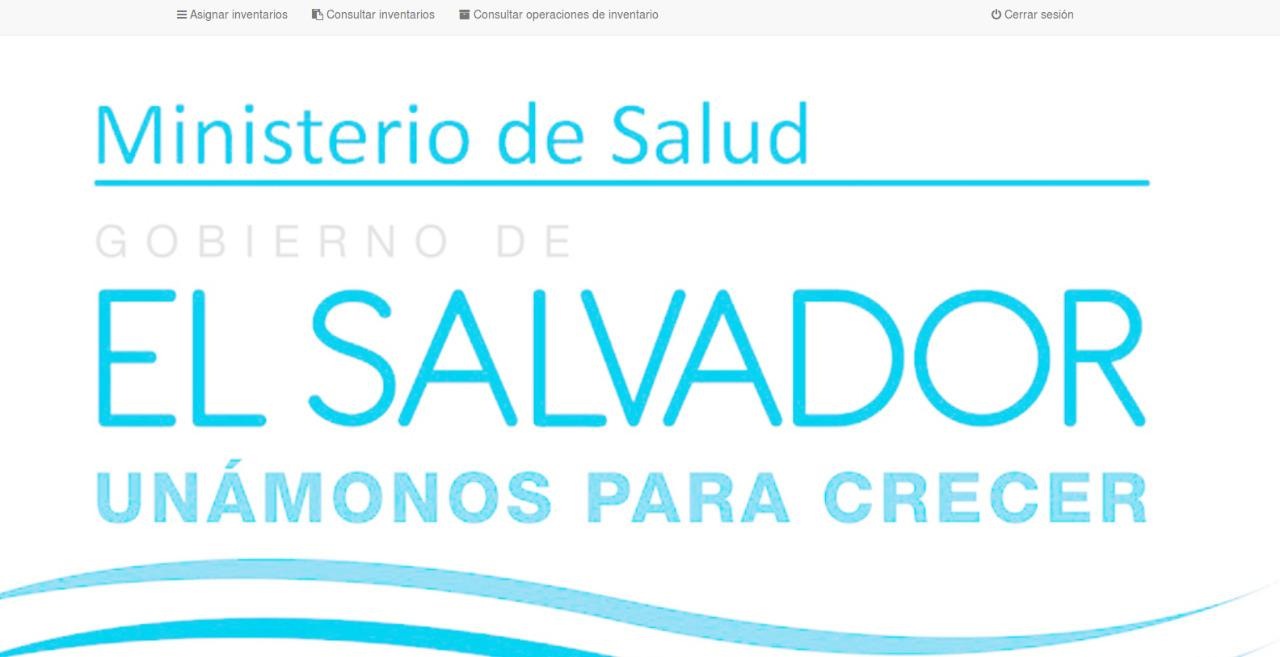 Asignar inventarios Consultar inventarios Consultar operaciones de inventario Cerrar sesión
Ministerio de Salud
GOBIERNO DE
EL SALVADOR
UNÁMONOS PARA CRECER